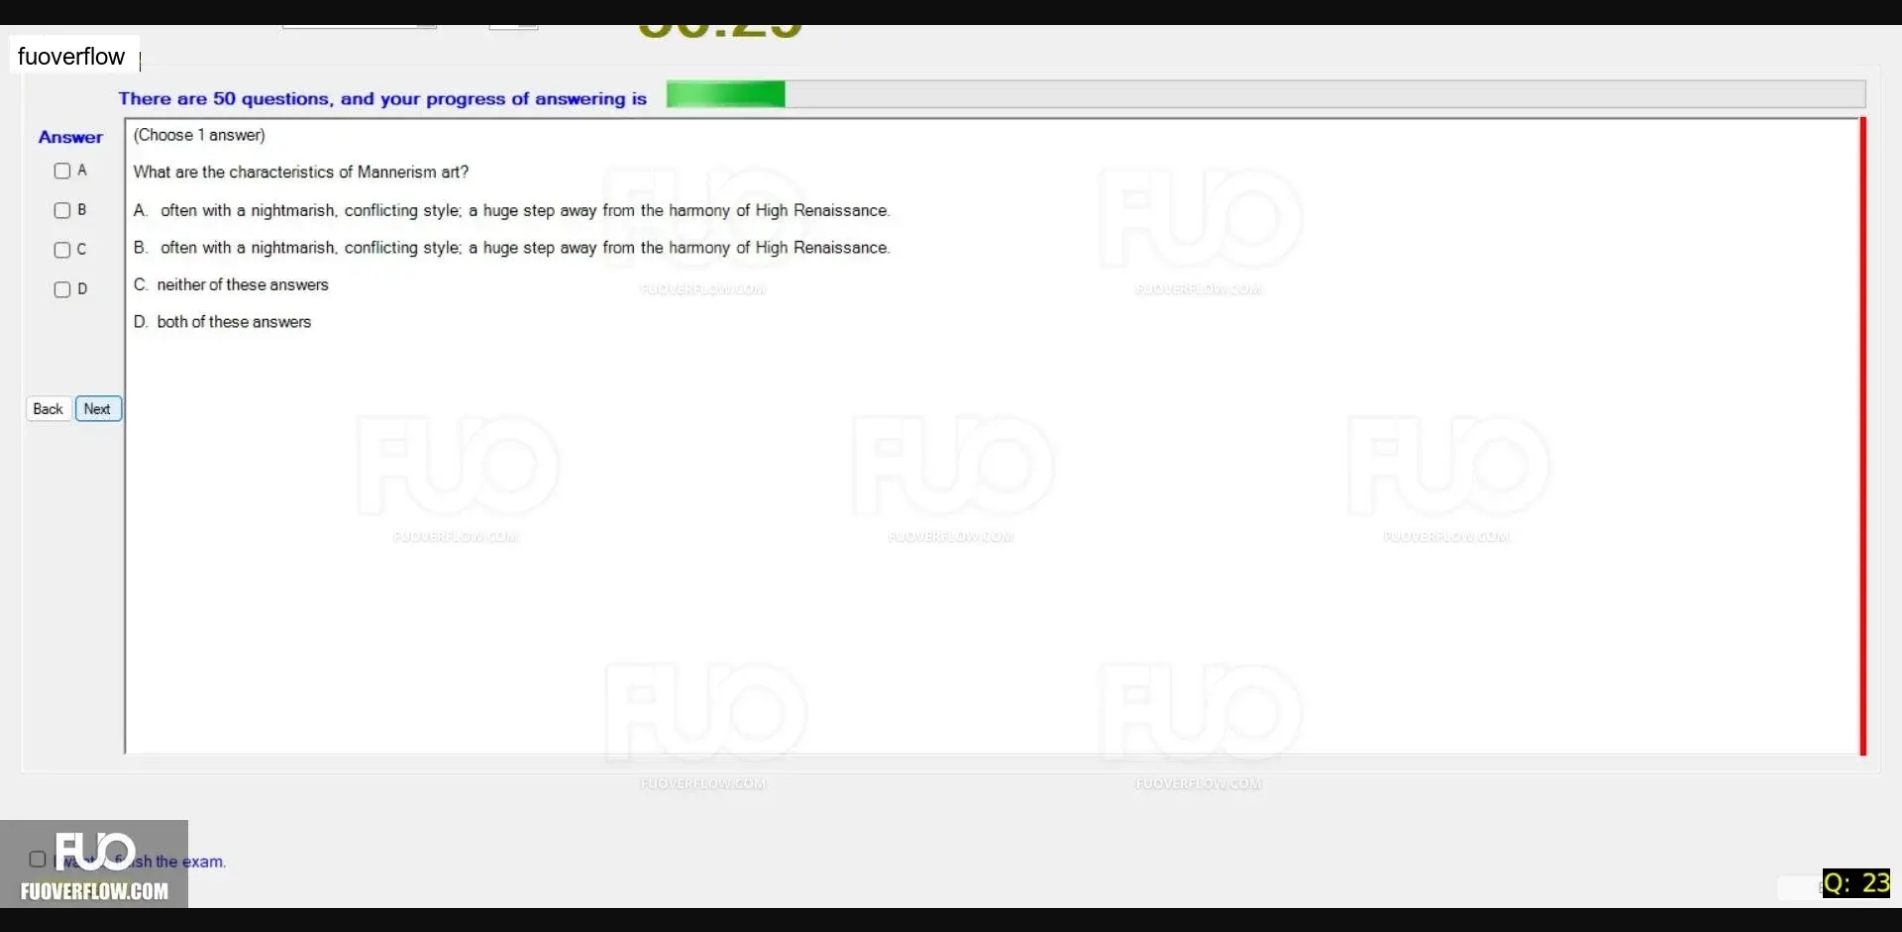 fuoverflow
There are 50 questions, and your progress of answering is
Answer
(Choose 1 answer)
A
What are the characteristics of Mannerism art?
B
A. often with a nightmarish, conflicting style; a huge step away from the harmony of High Renaissance.
C
B. often with a nightmarish, conflicting style; a huge step away from the harmony of High Renaissance.
D
C. neither of these answers
D. both of these answers
Back
Next
FUO
FUOVERFLOW.COM
FUO
FUOVERFLOW.COM
FUO
FUOVERFLOW.COM
FUO
FUOVERFLOW.COM
FUO
FUOVERFLOW.COM
FUO
FUOVERFLOW.COM
FUO
FUOVERFLOW.COM
the exam.
FUO
FUOVERFLOW.COM
Q: 23